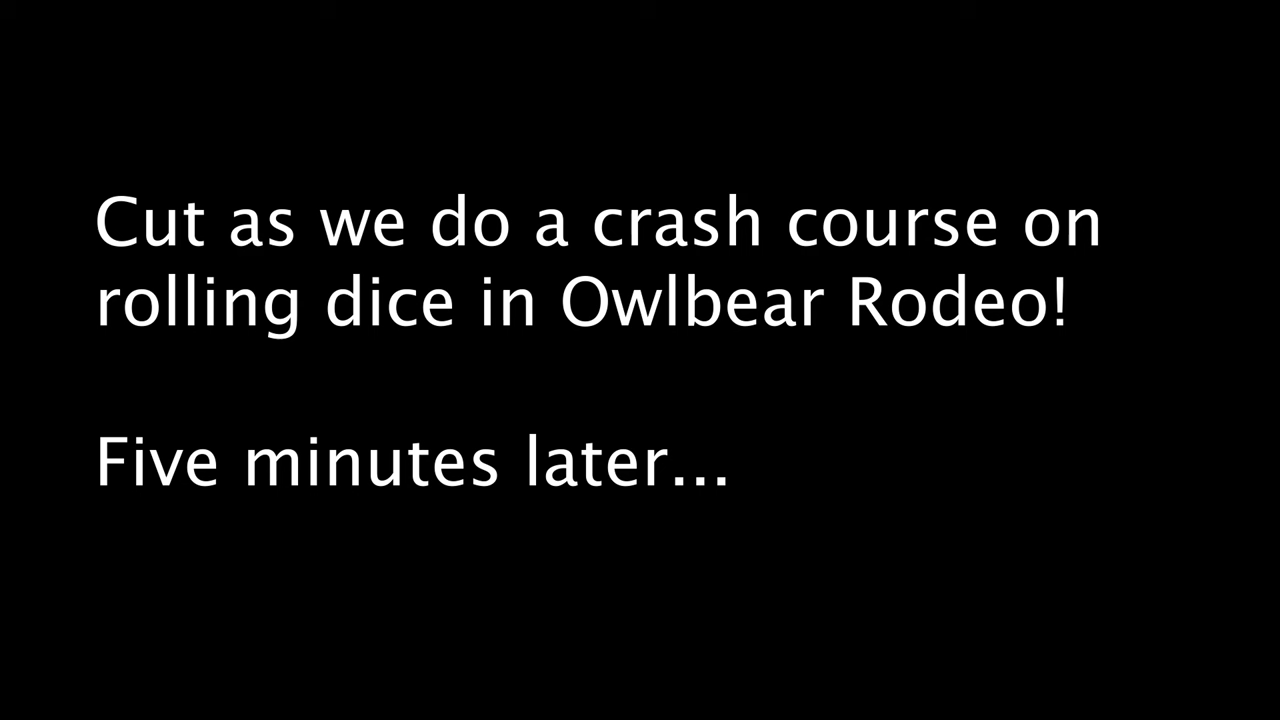 Cut as we do a crash course on
rolling dice in Owlbear Rodeo!
Five minutes later...